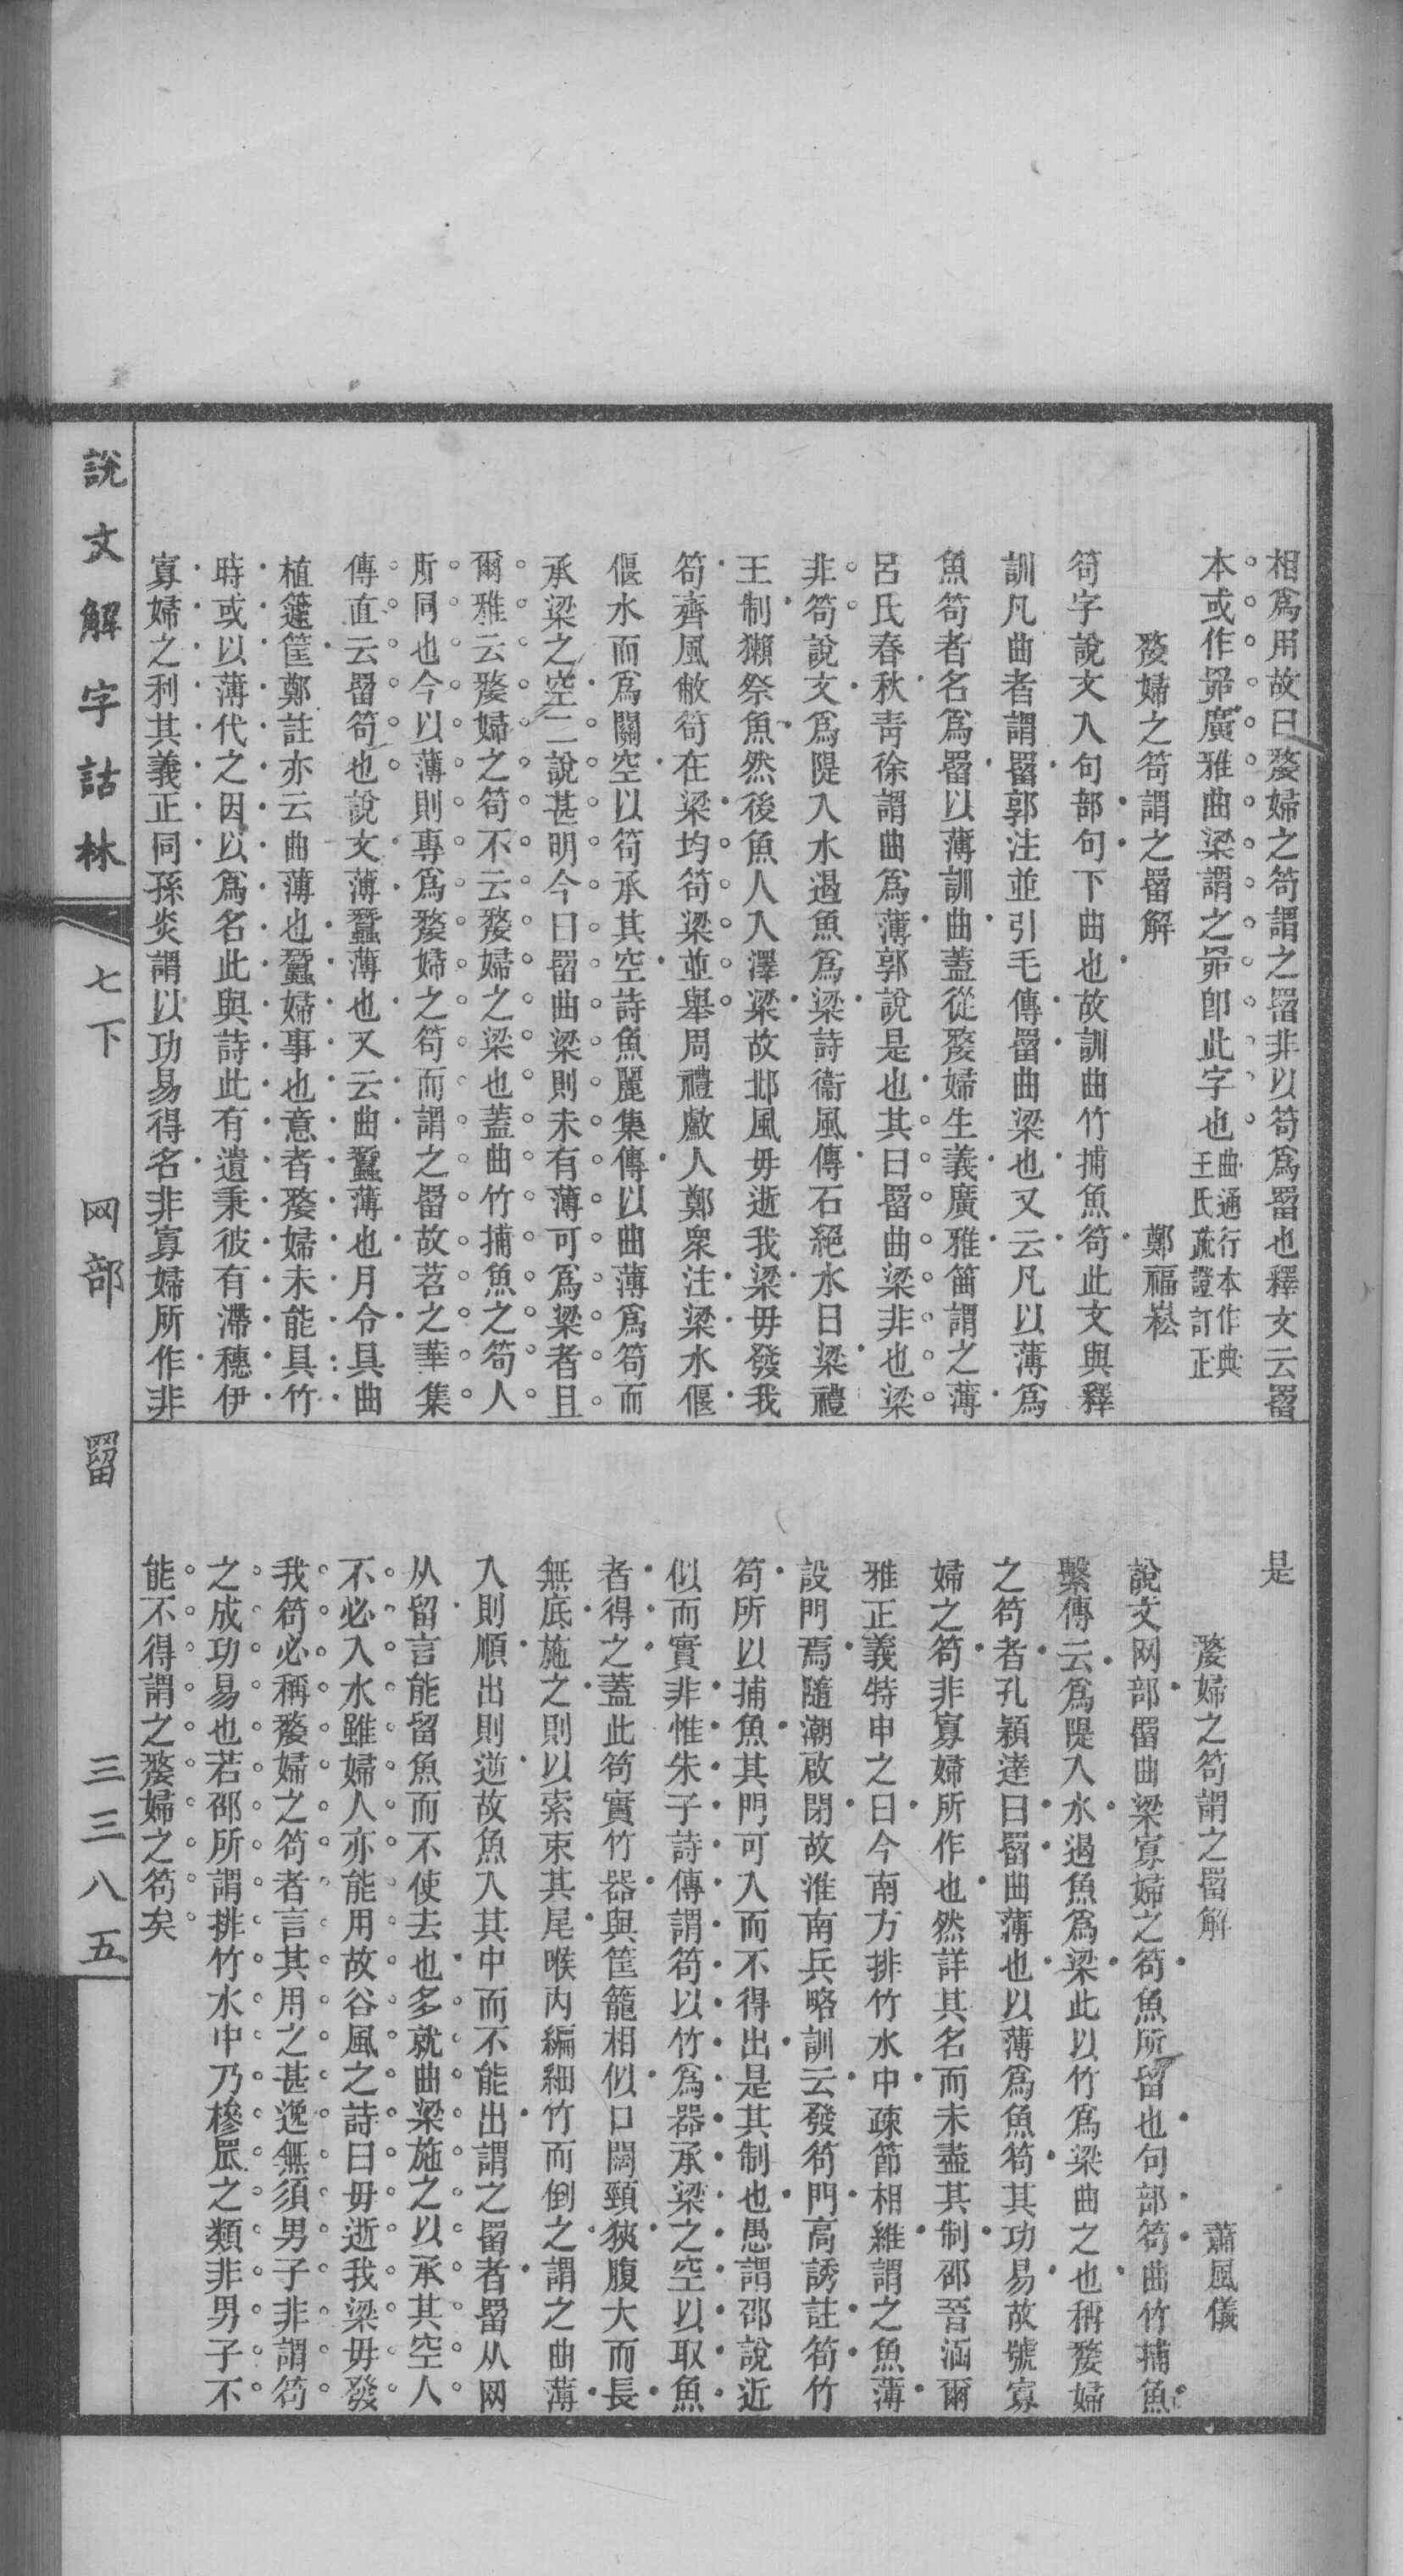 相爲用故曰嫠婦之笱謂之罶非以笱爲罶也釋文云罶
本或作罤廣雅曲梁謂之罤卽此字也曲通行本作典王氏疏證訂正
嫠婦之笱謂之罶解
鄭福崧
笱字說文入句部句下曲也故訓曲竹捕魚笱此文與釋
訓凡曲者謂罶郭注並引毛傳罶曲梁也又云凡以薄爲
魚笱者名爲罶以薄訓曲蓋從嫠婦生義廣雅笛謂之薄
呂氏春秋靑徐謂曲爲薄郭說是也其曰罶曲梁非也梁
非笱說文爲隄入水遏魚爲梁詩衞風傳石絕水曰梁禮
王制獺祭魚然後魚人入澤梁故邶風毋逝我梁毋發我
笱齊風敝笱在梁均笱梁並舉周禮䱷人鄭衆注梁水偃
偃水而爲關空以笱承其空詩魚麗集傳以曲薄爲笱而
承梁之空二說甚明今曰罶曲梁則未有薄可爲梁者且
爾雅云嫠婦之笱不云嫠婦之梁也蓋曲竹捕魚之笱人
所同也今以薄則專爲嫠婦之笱而謂之罶故苕之華集
傳直云罶笱也說文薄蠶薄也又云曲蠶薄也月令具曲
植籧筐鄭註亦云曲薄也蠶婦事也意者嫠婦未能具竹
時或以薄代之因以爲名此與詩此有遺秉彼有滯穗伊
寡婦之利其義正同孫炎謂以功易得名非寡婦所作非
是
嫠婦之笱謂之罶解
蕭風儀
說文网部罶曲梁寡婦之笱魚所留也句部笱曲竹捕魚
繫傳云爲隄入水遏魚爲梁此以竹爲梁曲之也稱嫠婦
之笱者孔穎達曰罶曲薄也以薄爲魚笱其功易故號寡
婦之笱非寡婦所作也然詳其名而未盡其制邵晉涵爾
雅正義特申之曰今南方排竹水中疎節相維謂之魚薄
設門焉隨潮啟閉故淮南兵略訓云發笱門高誘註笱竹
笱所以捕魚其門可入而不得出是其制也愚謂邵說近
似而實非惟朱子詩傳謂笱以竹爲器承梁之空以取魚
者得之蓋此笱實竹器與筐籠相似口闊頸狹腹大而長
無底施之則以索束其尾喉內編細竹而倒之謂之曲薄
入則順出則逆故魚入其中而不能出謂之罶者罶从网
从留言能留魚而不使去也多就曲梁施之以承其空人
不必入水雖婦人亦能用故谷風之詩曰毋逝我梁毋發
我笱必稱嫠婦之笱者言其用之甚逸無須男子非謂笱
之成功易也若邵所謂排竹水中乃槮罛之類非男子不
能不得謂之嫠婦之笱矣
說文解字詁林
七下
网部
罶
三三八五